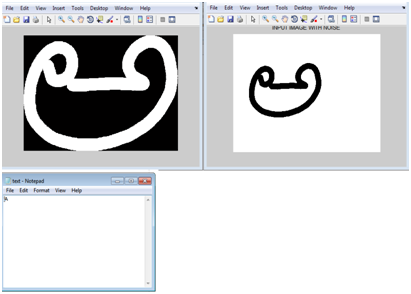 File Edit View Insert Tools Desktop Window Help
File Edit View Insert Tools Desktop Window Help
INPUT IMAGE WITH NOISE
text - Notepad
File Edit Format View Help
A